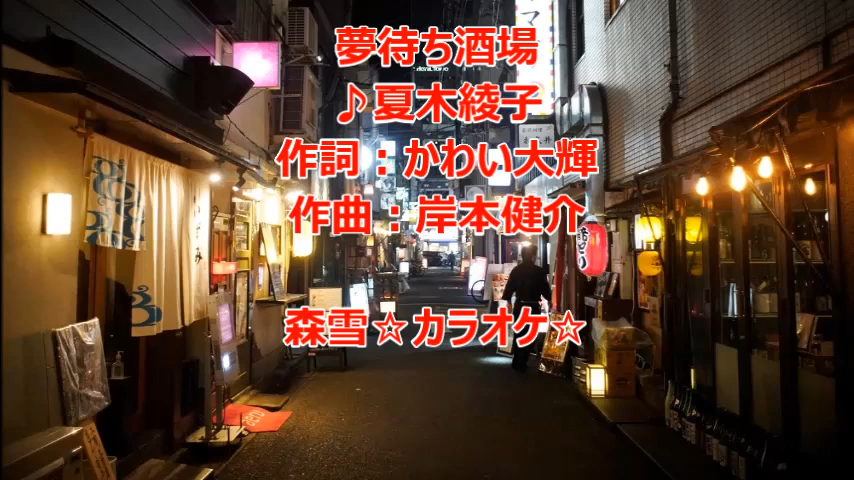 夢待ち酒場
♪夏木綾子
作詞：かわい大輝
作曲：岸本健介
森雪☆カラオケ☆